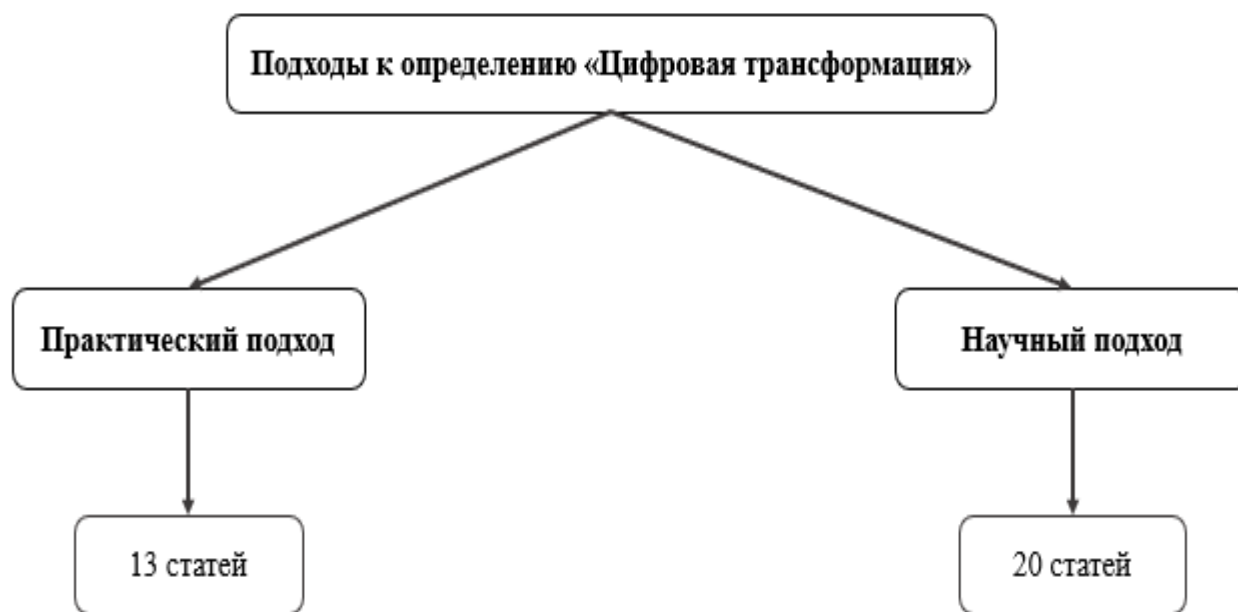 Подходы к определению «Цифровая трансформация»
Практический подход
Научный подход
13 статей
20 статей